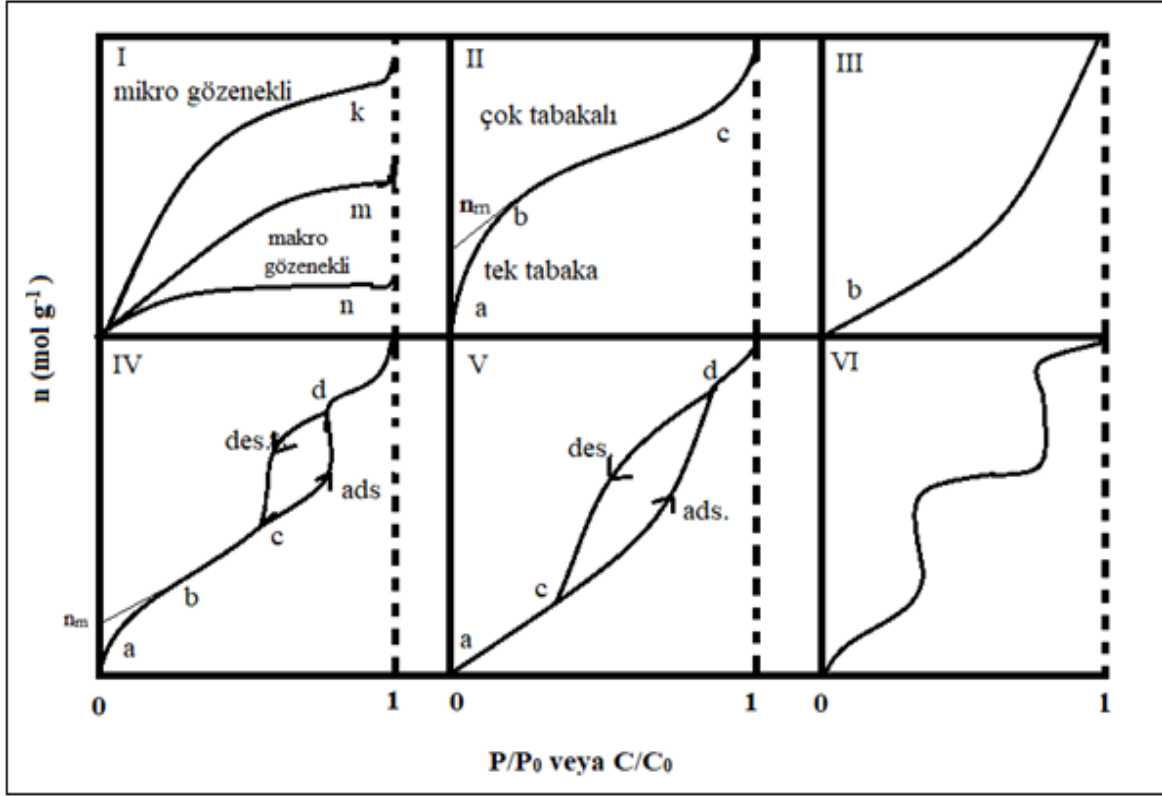 I
mikro gözenekli
k
m
makro
gözenekli
n
II
çok tabakalı
c
nm
b
tek tabaka
a
III
b
IV
d
des.
ads
c
b
nm
a
V
d
des
ads.
c
a
VI
n (mol g-1)
0
1
0
1
0
1
P/P0 veya C/C0